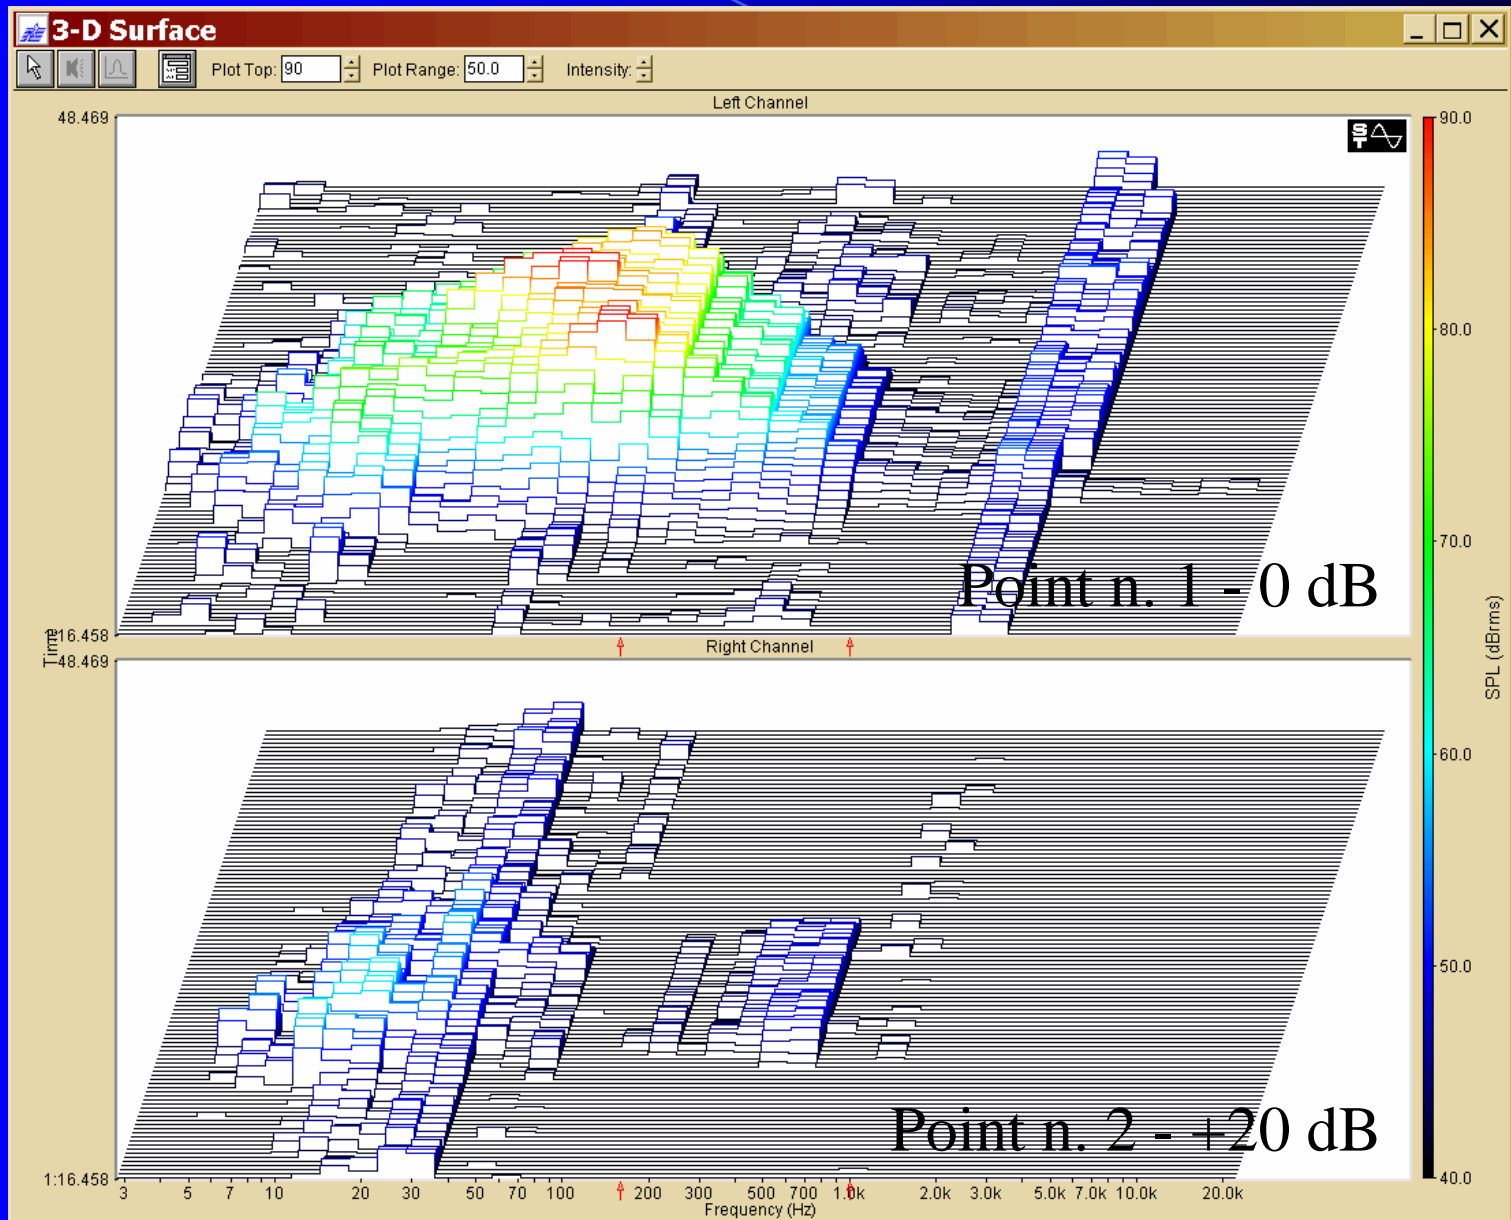 3-D Surface
Plot Top: 90 Plot Range: 50.0 Intensity:
Left Channel
48.469
90.0
80.0
70.0
60.0
50.0
40.0
SPL (dBrms)
Point n. 1 - 0 dB
1:16.458
Time
Right Channel
48.469
Point n. 2 - +20 dB
1:16.458
3 5 7 10 20 30 50 70 100 200 300 500 700 1.0k 2.0k 3.0k 5.0k 7.0k 10.0k 20.0k
Frequency (Hz)